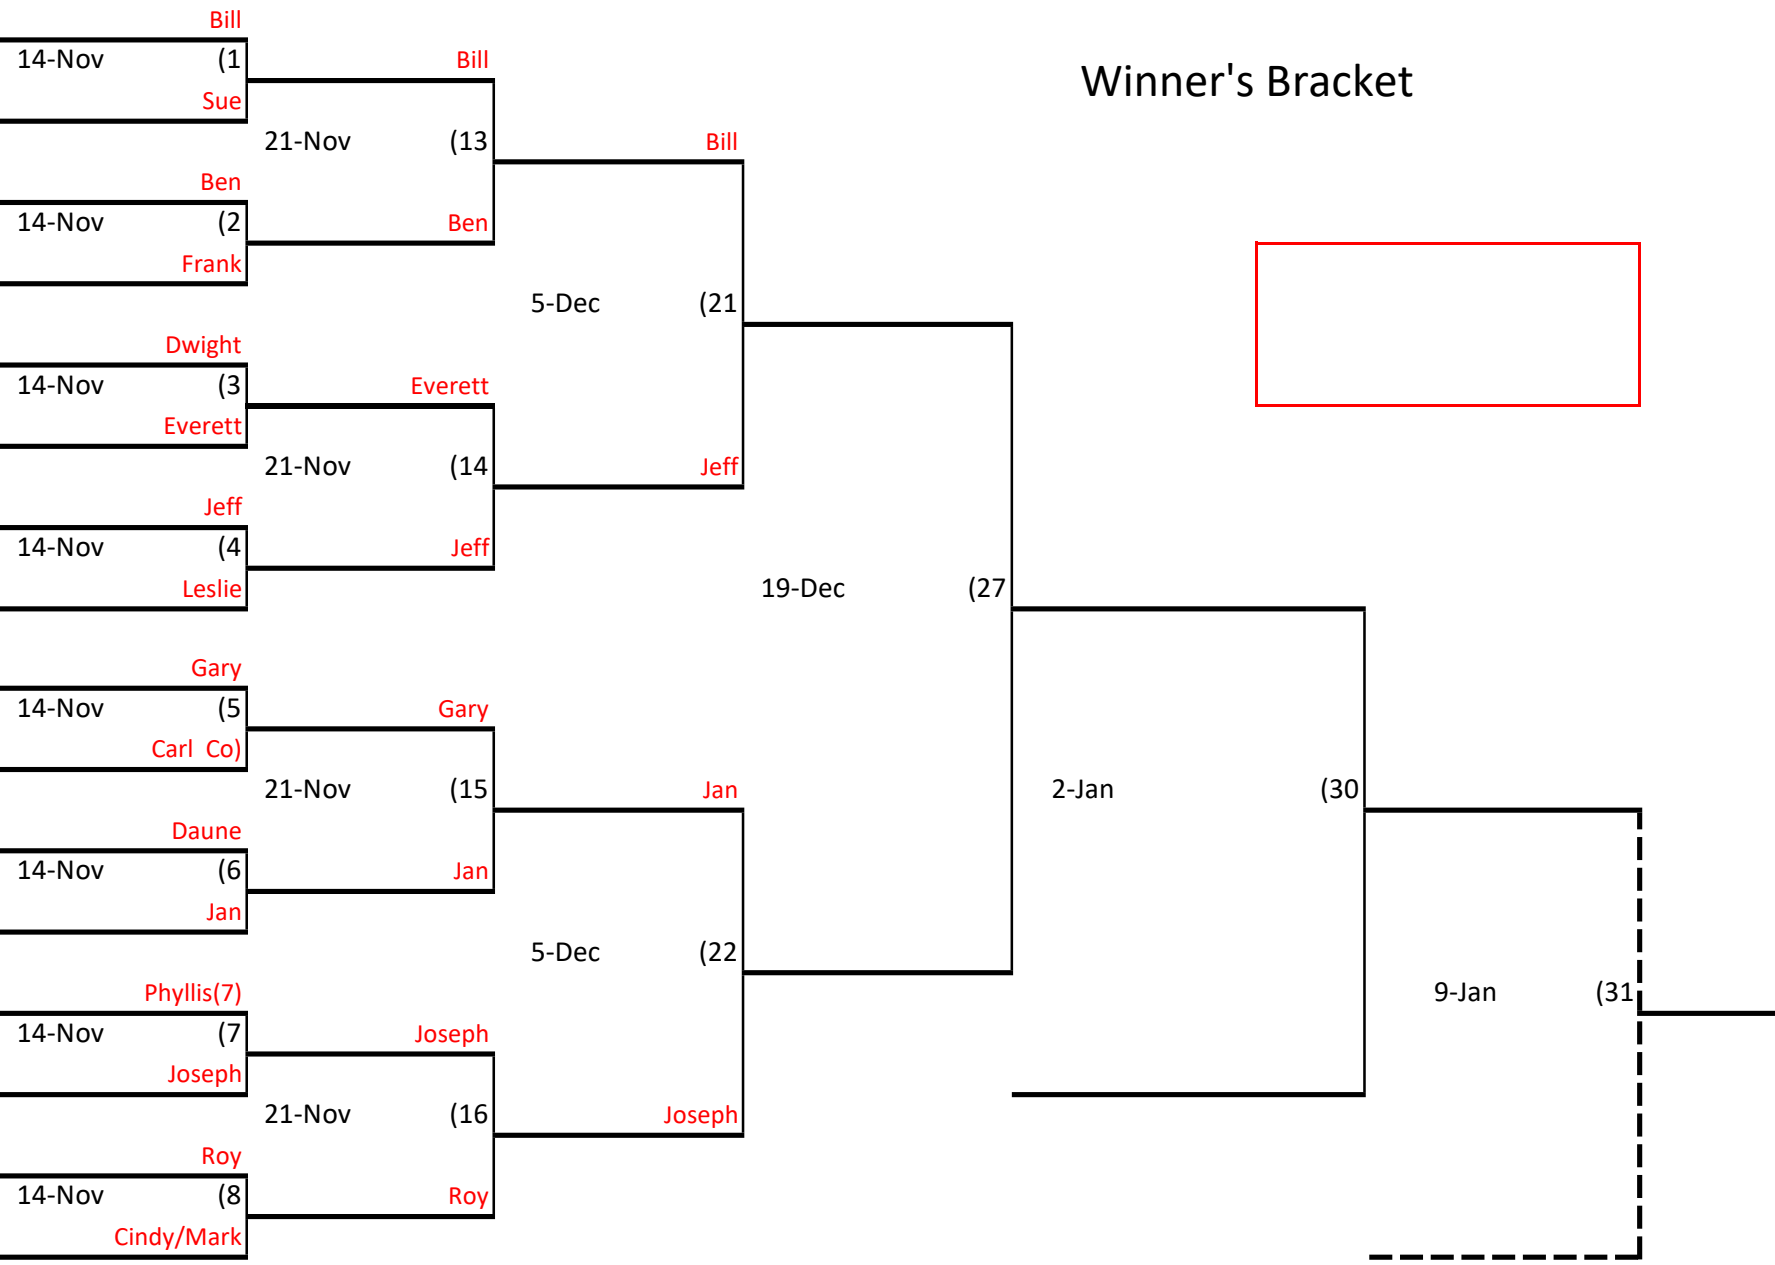 Bill
14-Nov (1 Bill
Winner's Bracket
Sue
21-Nov (13 Bill
Ben
14-Nov (2 Ben
Frank
5-Dec (21
Dwight
14-Nov (3 Everett
Everett
21-Nov (14 Jeff
Jeff
14-Nov (4 Jeff
Leslie
19-Dec (27
Gary
14-Nov (5 Gary
Carl  Co)
21-Nov (15 Jan
2-Jan (30
Daune
14-Nov (6 Jan
Jan
5-Dec (22
Phyllis(7)
9-Jan (31
14-Nov (7 Joseph
Joseph
21-Nov (16 Joseph
Roy
14-Nov (8 Roy
Cindy/Mark